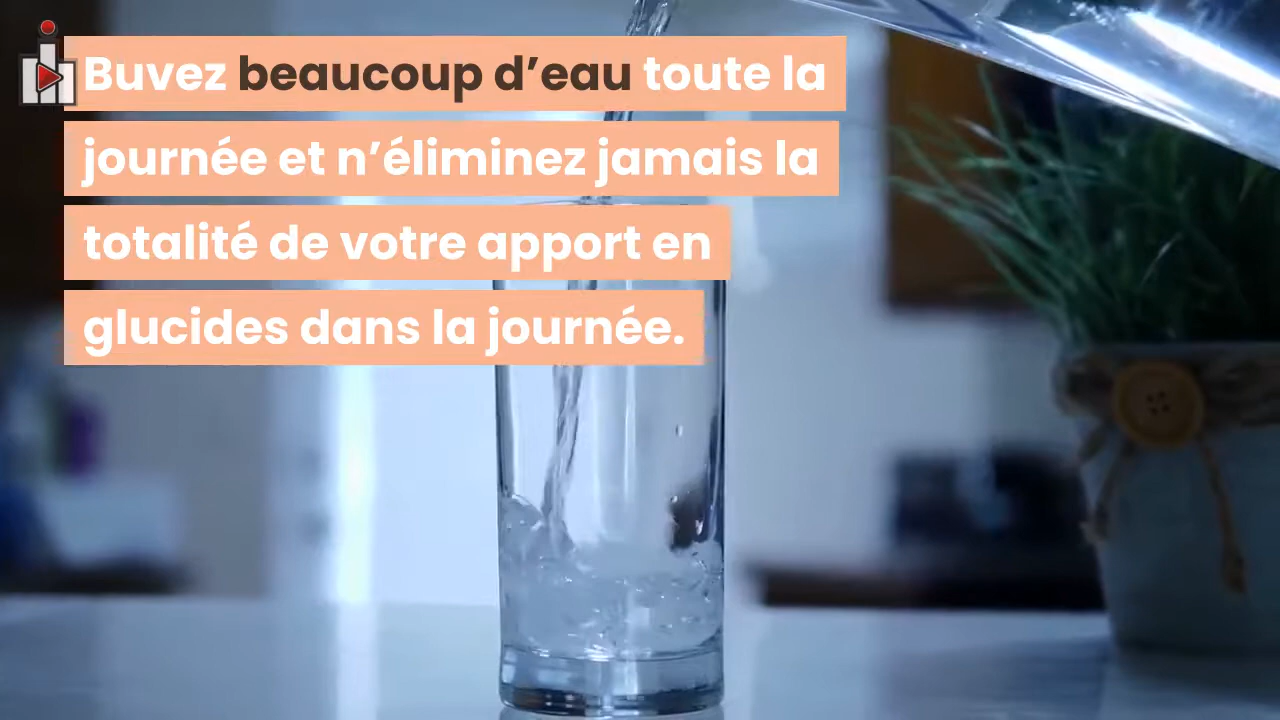 Buvez beaucoup d’eau toute la
journée et n’éliminez jamais la
totalité de votre apport en
glucides dans la journée.